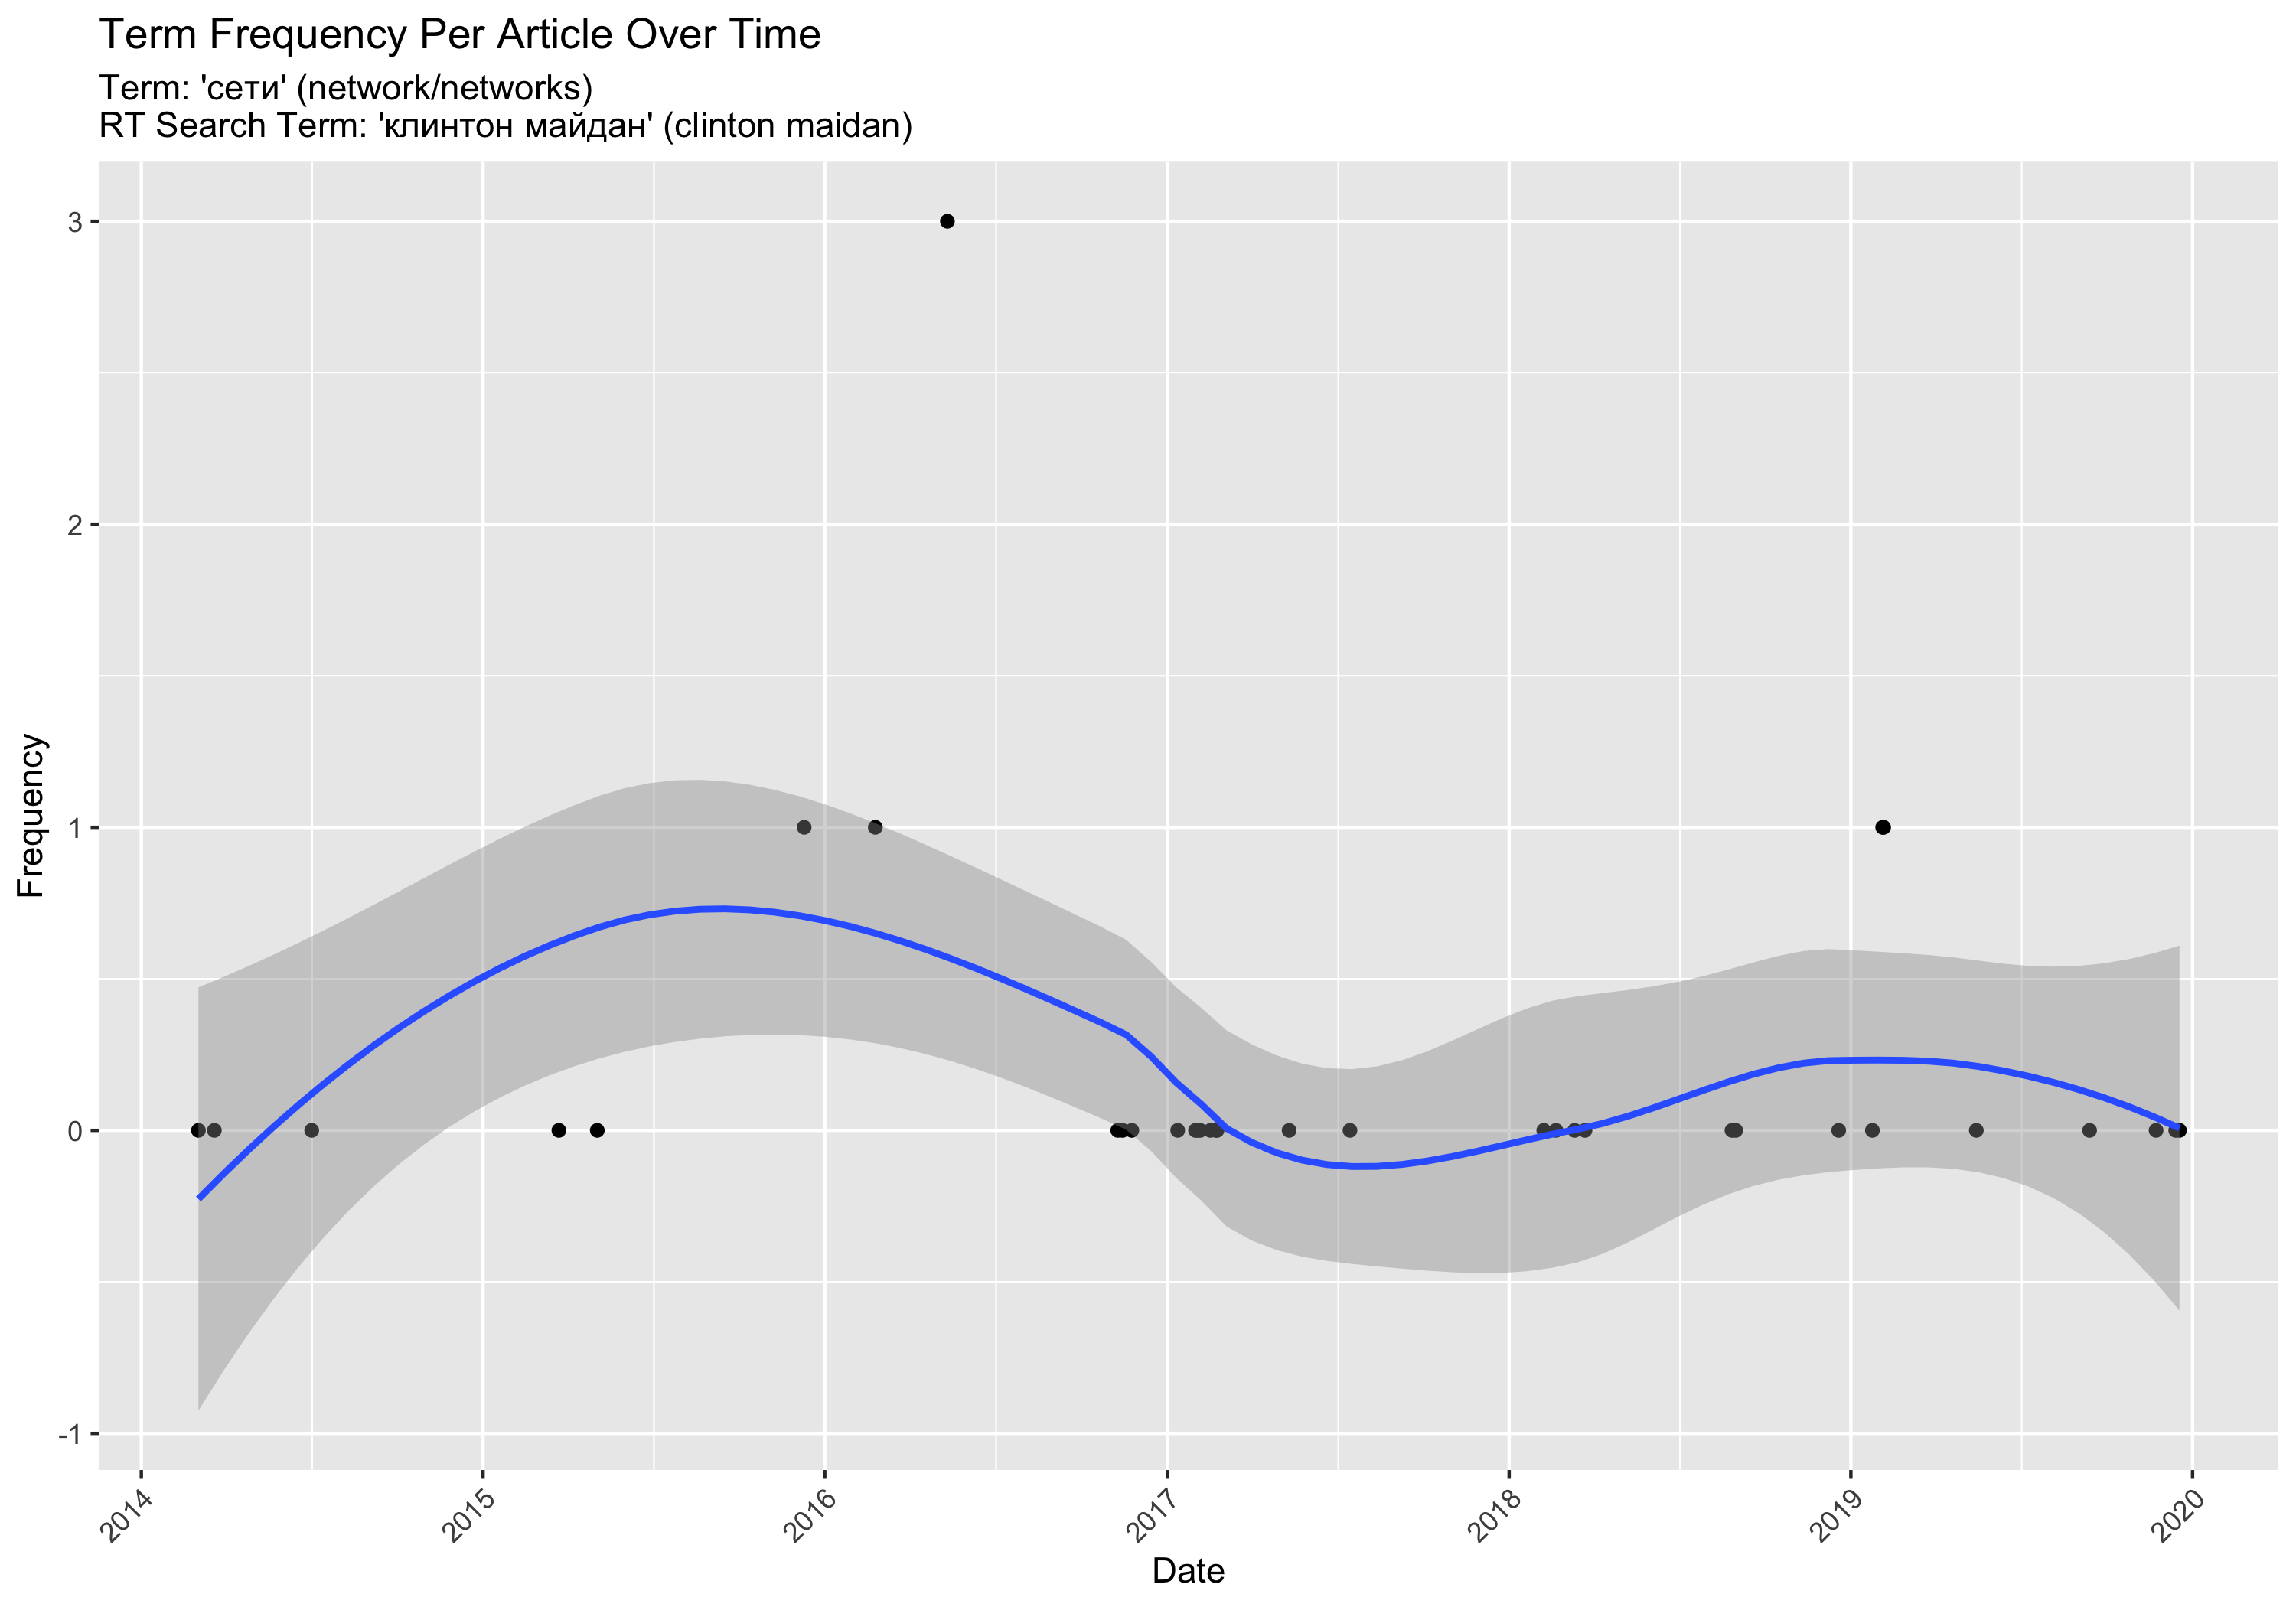 Term Frequency Per Article Over Time
Term: 'сети' (network/networks)
RT Search Term: 'клинтон майдан' (clinton maidan)
3
2
1
0
-1
Frequency
2014
2015
2016
2017
2018
2019
2020
Date